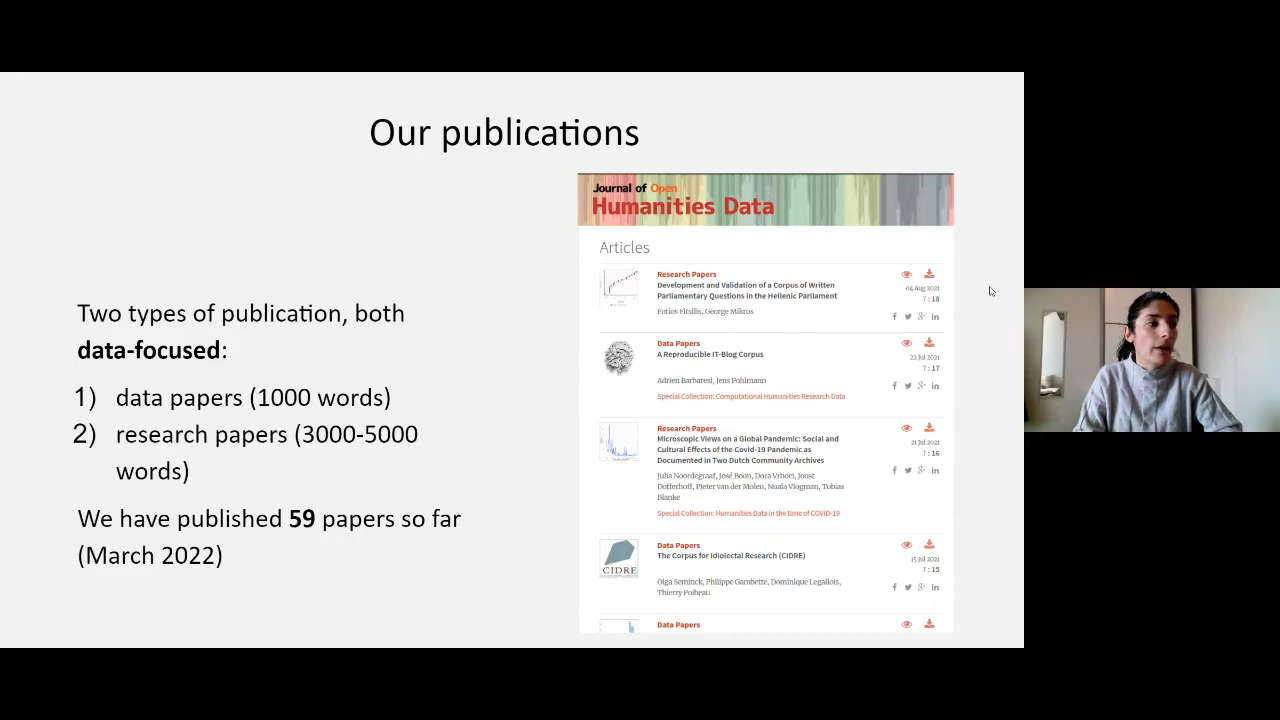 Our publications
Two types of publication, both
data-focused:
1) data papers (1000 words)
2) research papers (3000-5000
words)
We have published 59 papers so far
(March 2022)
Journal of Open
Humanities Data
Articles
Research Papers
Development and Validation of a Corpus of Written
Parliamentary Questions in the Hellenic Parliament
Fotios Fitsilis, George Mikros
04 Aug 2021
7 : 18
Data Papers
A Reproducible IT-Blog Corpus
Adrien Barbaresi, Jens Pohlmann
Special Collection: Computational Humanities Research Data
22 Jul 2021
7 : 17
Research Papers
Microscopic Views on a Global Pandemic: Social and
Cultural Effects of the Covid-19 Pandemic as
Documented in Two Dutch Community Archives
Julia Noordegraaf, José Boon, Dora Vrhoci, Joost
Dofferhoff, Pieter van der Molen, Nuala Vlogman, Tobias
Blanke
Special Collection: Humanities Data in the time of COVID-19
21 Jul 2021
7 : 16
CIDRE
Data Papers
The Corpus for Idiolectal Research (CIDRE)
Olga Seminck, Philippe Gambette, Dominique Legallois,
Thierry Poibeau
15 Jul 2021
7 : 15
Data Papers